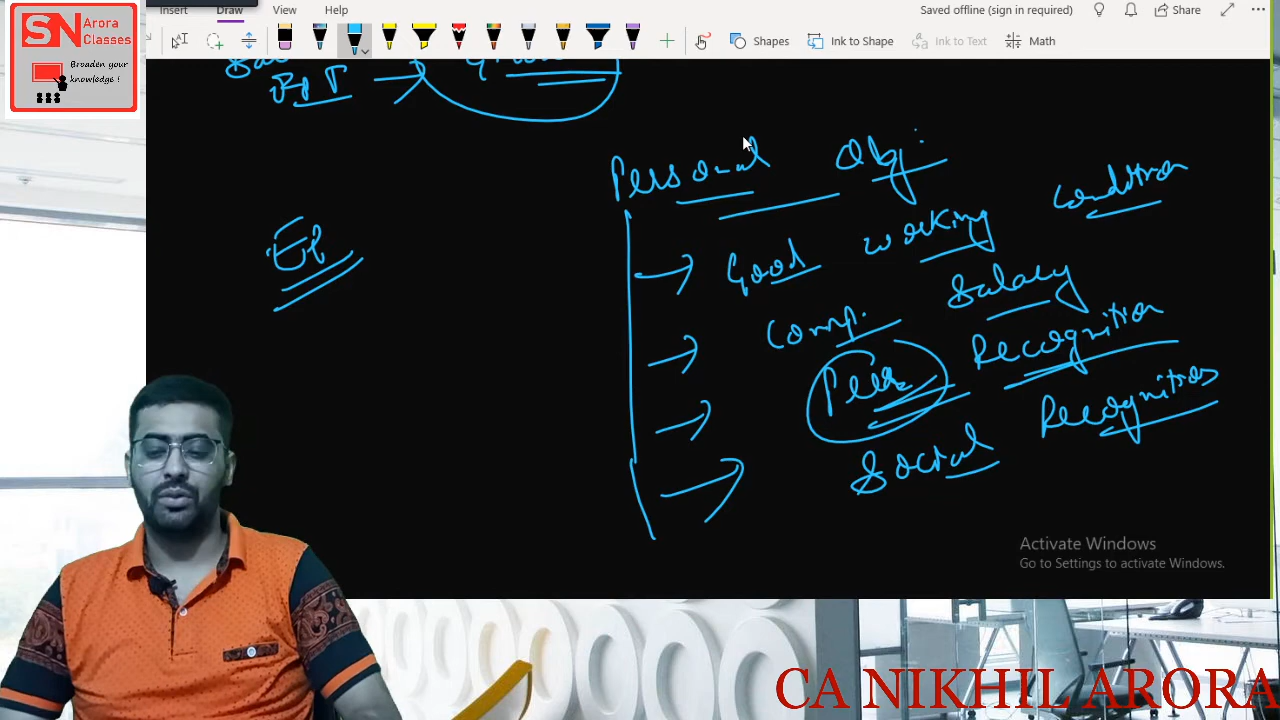 SN Arora Classes
Broaden your knowledge !
Insert Draw View Help
Saved offline (sign in required)
Share
Shapes
Ink to Shape
Ink to Text
Math
Personal Obj.
→ Good working condition
→ Comp. Salary
→ Peer Recognition
→ Social Recognition
Activate Windows
Go to Settings to activate Windows.
CA NIKHIL ARORA